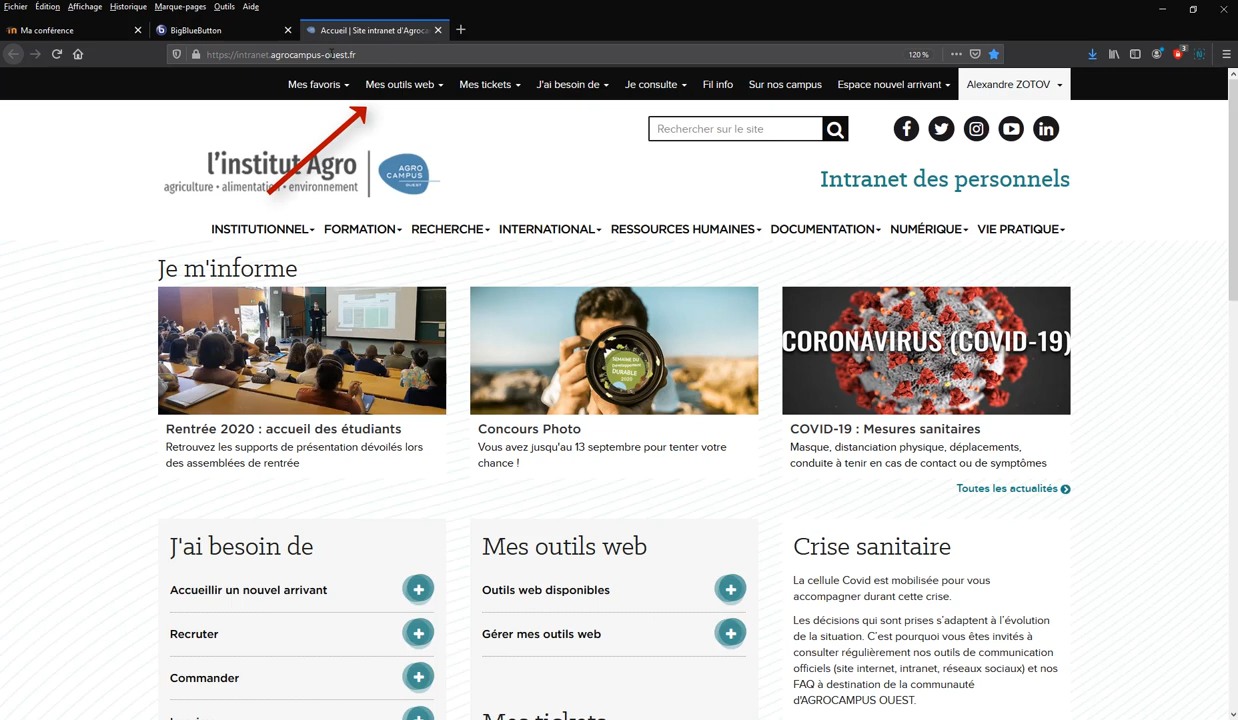 Fichier Édition Affichage Historique Marque-pages Outils Aide
Ma conférence
BigBlueButton
Accueil | Site intranet d'Agroca
https://intranet.agrocampus-ouest.fr
120 %
3
Mes favoris
Mes outils web
Mes tickets
J'ai besoin de
Je consulte
Fil info
Sur nos campus
Espace nouvel arrivant
Alexandre ZOTOV
Rechercher sur le site
l'institut Agro
agriculture • alimentation • environnement
AGRO
CAMPUS
OUEST
Intranet des personnels
INSTITUTIONNEL
FORMATION
RECHERCHE
INTERNATIONAL
RESSOURCES HUMAINES
DOCUMENTATION
NUMÉRIQUE
VIE PRATIQUE
Je m'informe
SEMAINE DU
Développement
DURABLE
2020
CORONAVIRUS (COVID-19)
Rentrée 2020 : accueil des étudiants
Retrouvez les supports de présentation dévoilés lors
des assemblées de rentrée
Concours Photo
Vous avez jusqu'au 13 septembre pour tenter votre
chance !
COVID-19 : Mesures sanitaires
Masque, distanciation physique, déplacements,
conduite à tenir en cas de contact ou de symptômes
Toutes les actualités
J'ai besoin de
Accueillir un nouvel arrivant
Recruter
Commander
Mes outils web
Outils web disponibles
Gérer mes outils web
Mes tickets
Crise sanitaire
La cellule Covid est mobilisée pour vous
accompagner durant cette crise.
Les décisions qui sont prises s'adaptent à l'évolution
de la situation. C'est pourquoi vous êtes invités à
consulter régulièrement nos outils de communication
officiels (site internet, intranet, réseaux sociaux) et nos
FAQ à destination de la communauté
d'AGROCAMPUS OUEST.